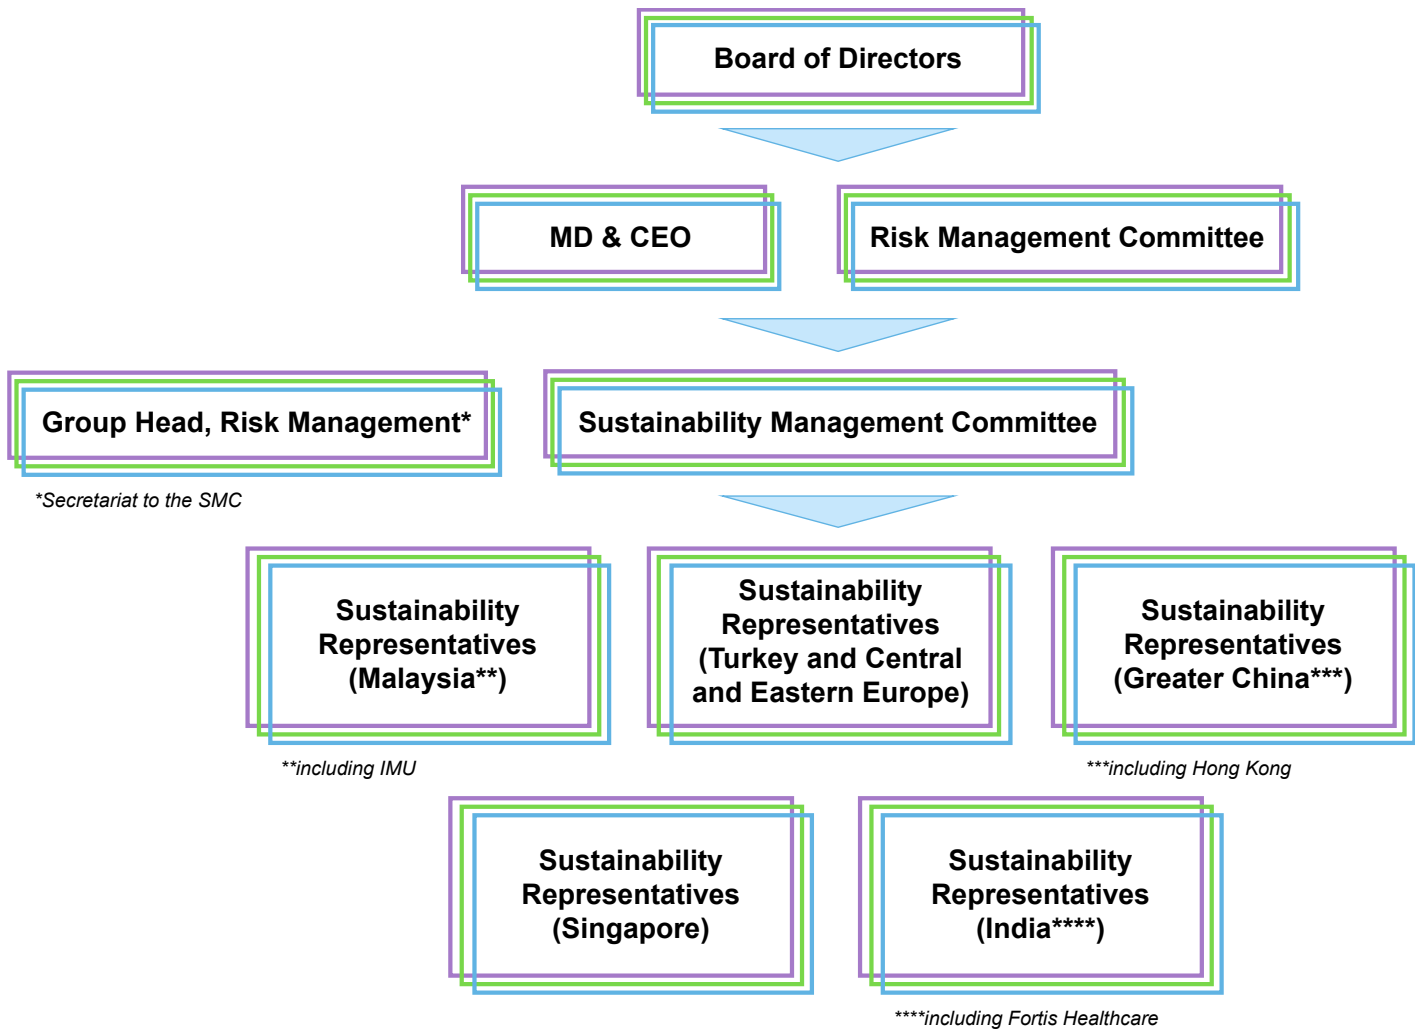 Board of Directors
MD & CEO
Risk Management Committee
Group Head, Risk Management*
Sustainability Management Committee
*Secretariat to the SMC
Sustainability
Representatives
(Malaysia**)
Sustainability
Representatives
(Turkey and Central
and Eastern Europe)
Sustainability
Representatives
(Greater China***)
**including IMU
***including Hong Kong
Sustainability
Representatives
(Singapore)
Sustainability
Representatives
(India****)
****including Fortis Healthcare